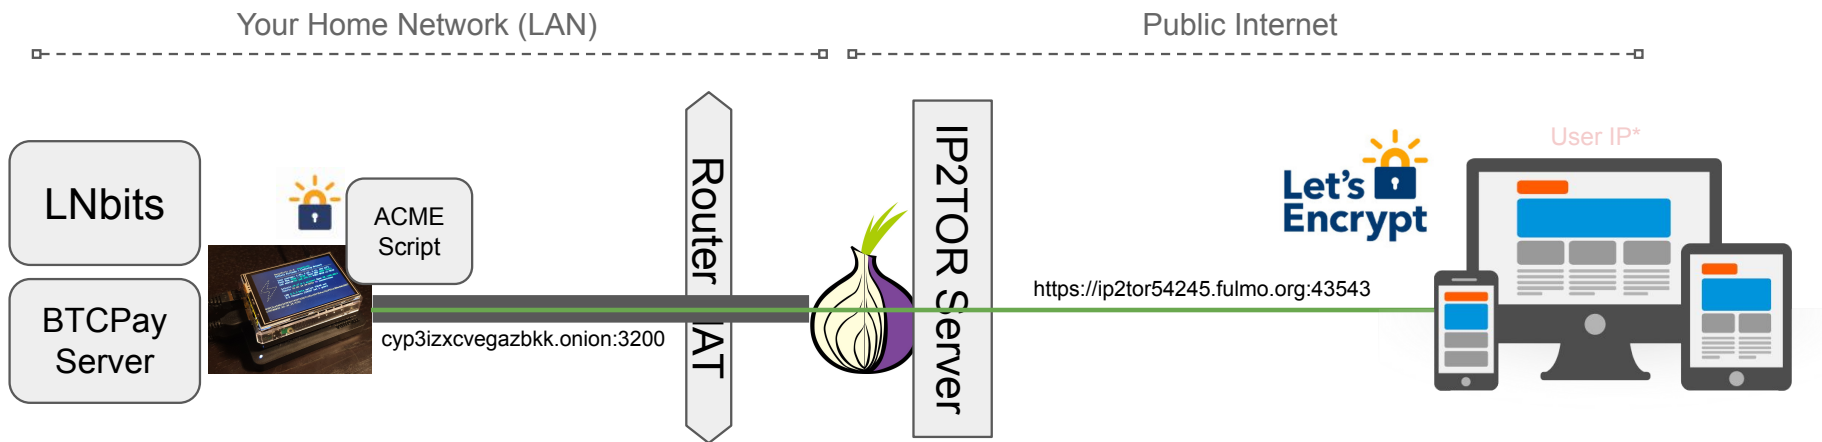 Your Home Network (LAN)
Public Internet
LNbits
BTCPay
Server
ACME
Script
cyp3izxcvegazbkk.onion:3200
Router
AT
IP2TOR Server
https://ip2tor54245.fulmo.org:43543
Let's
Encrypt
User IP*